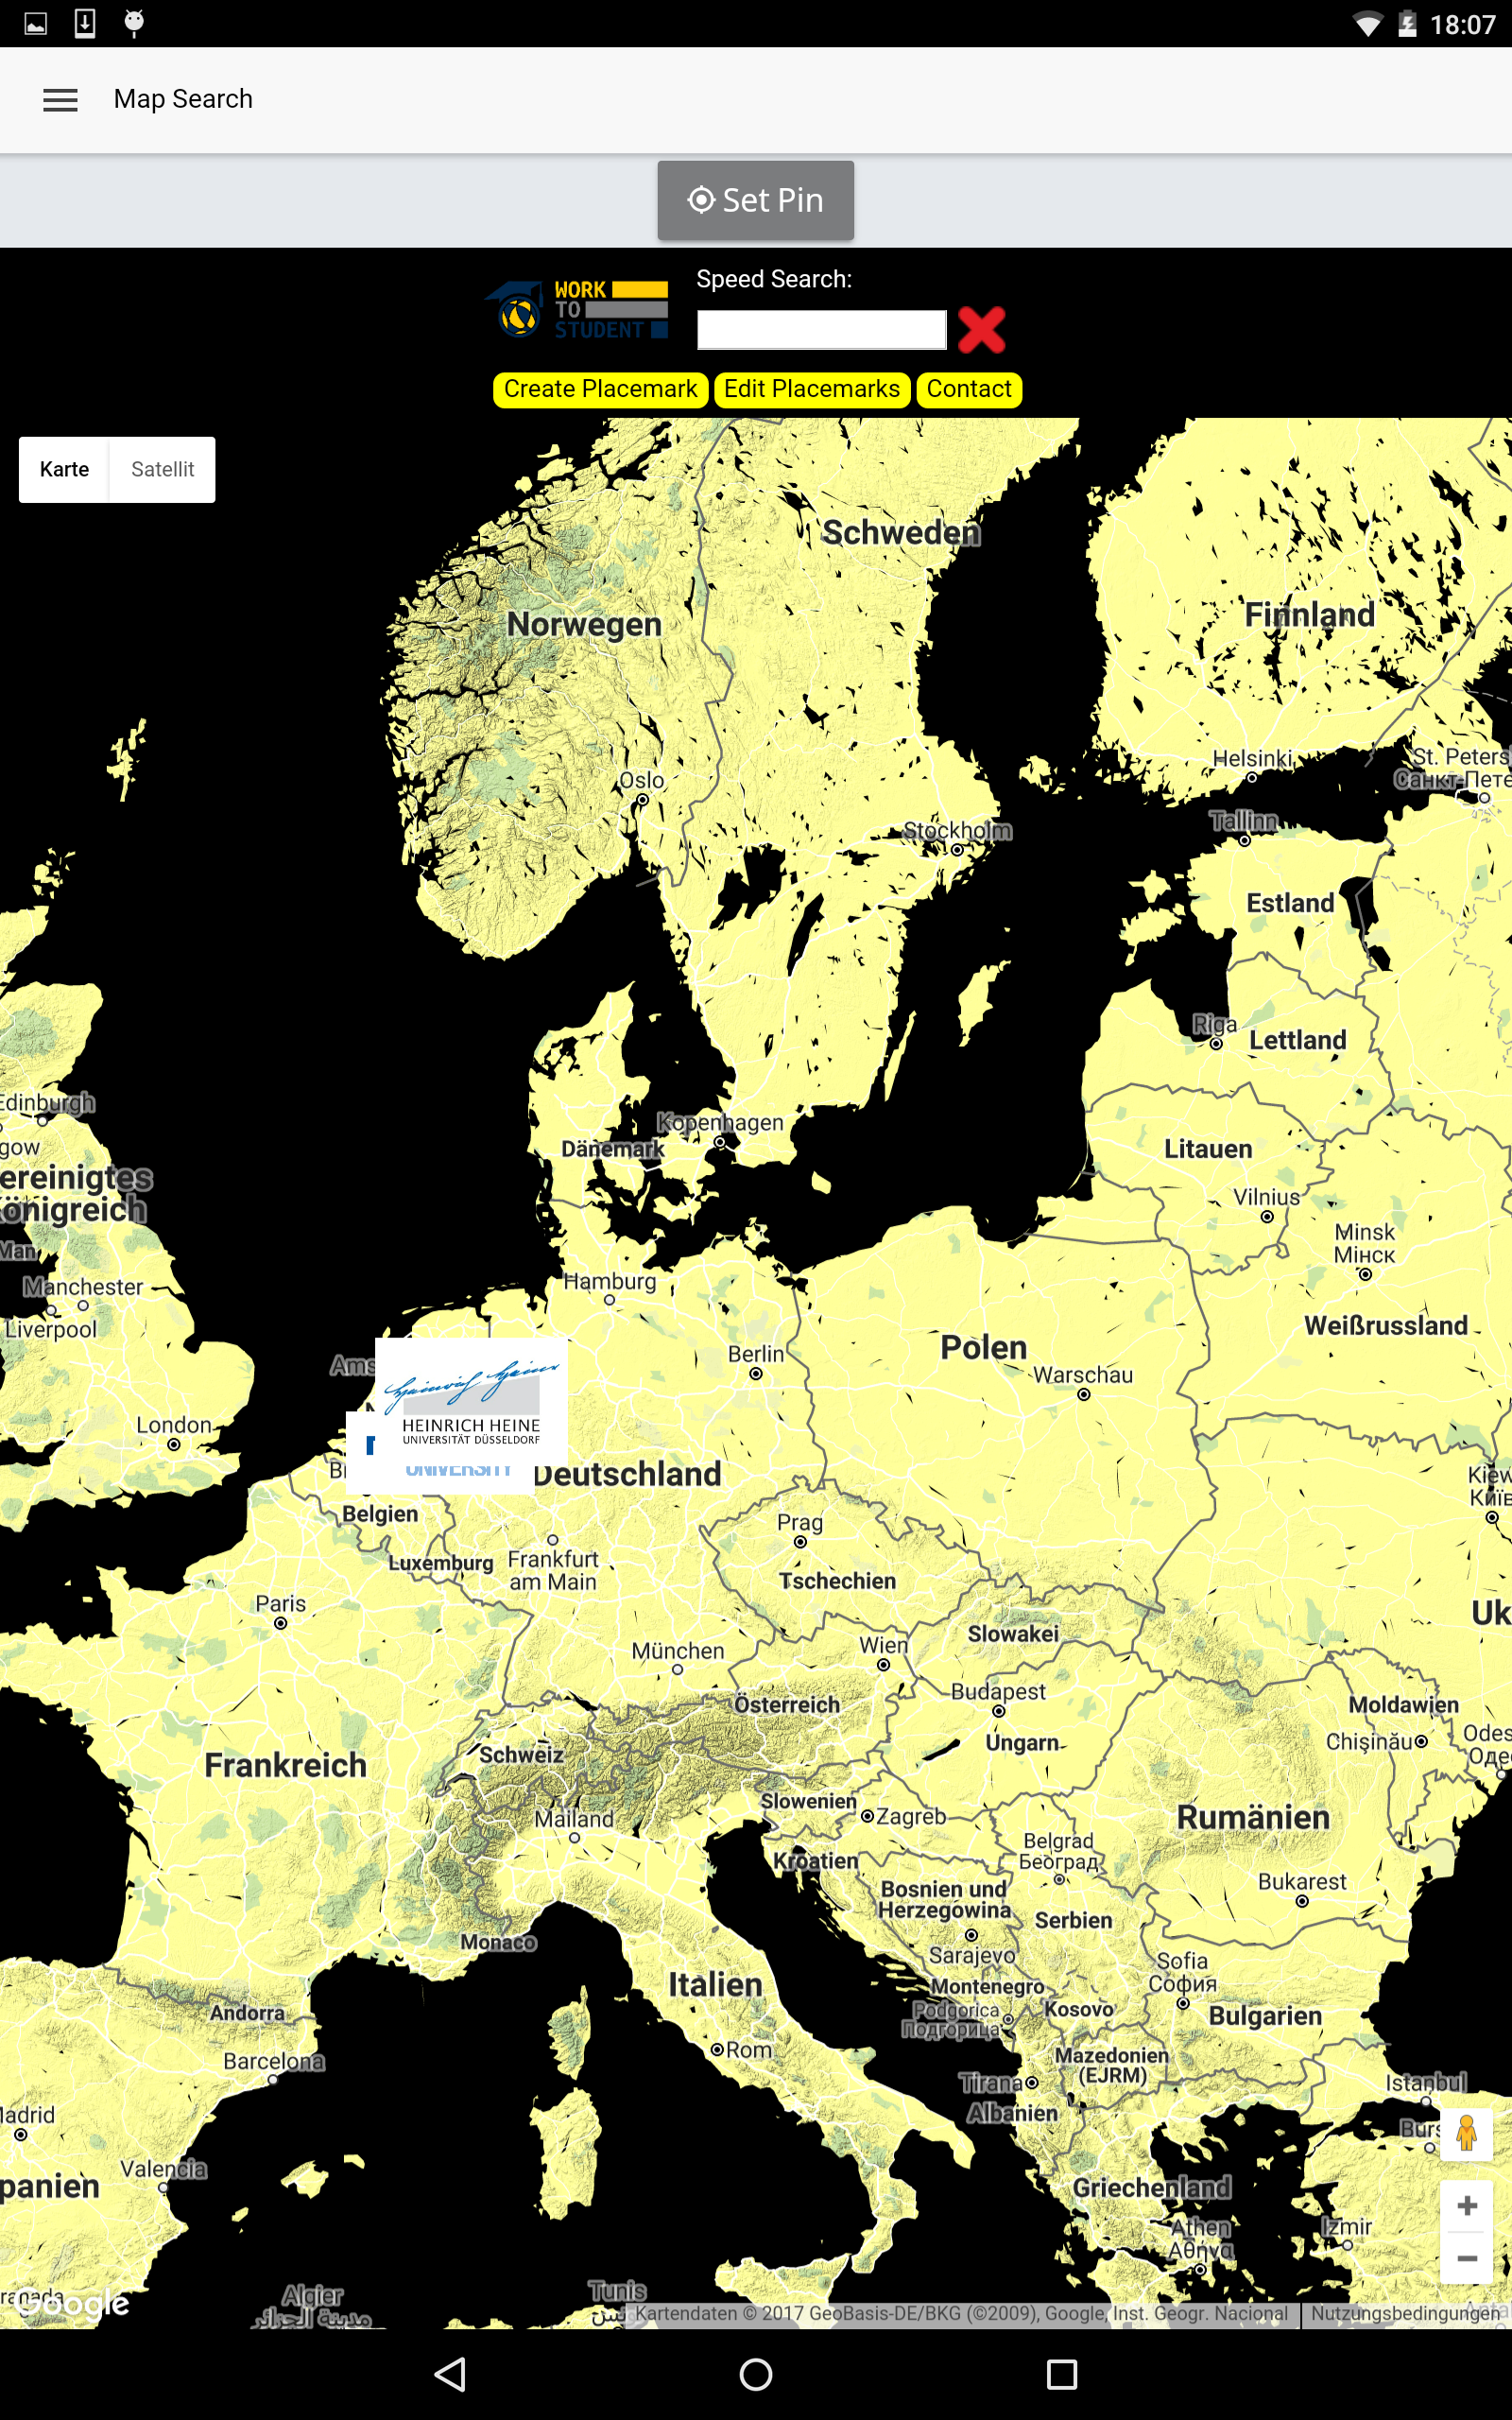 18:07
Map Search
Set Pin
WORK
TO
STUDENT
Speed Search:
Create Placemark
Edit Placemarks
Contact
Karte
Satellit
Schweden
Norwegen
Finnland
Helsinki
St. Peters
Санкт-Пете
Oslo
Stockholm
Tallinn
Estland
Riga
Lettland
Edinburgh
gow
ereinigtes
önigreich
Man
Manchester
Liverpool
Kopenhagen
Dänemark
Litauen
Vilnius
Minsk
Мінск
Hamburg
Weißrussland
Polen
Berlin
Warschau
Ams
HEINRICH HEINE
UNIVERSITÄT DÜSSELDORF
UNIVERSITY
London
Deutschland
Kiew
Київ
Belgien
Luxemburg
Frankfurt
am Main
Prag
Tschechien
Paris
Uk
Slowakei
München
Wien
Budapest
Österreich
Ungarn
Moldawien
Chișinău
Odes
Одес
Frankreich
Schweiz
Slowenien
Zagreb
Mailand
Rumänien
Belgrad
Београд
Kroatien
Bukarest
Bosnien und
Herzegowina
Serbien
Sarajevo
Monaco
Sofia
София
Italien
Montenegro
Kosovo
Podgorica
Подгорица
Bulgarien
Andorra
Rom
Mazedonien
(EJRM)
Barcelona
Tirana
Istanbul
Albanien
Madrid
Burs
Valencia
panien
Griechenland
Athen
Αθήνα
Izmir
ranada
Google
Algier
مدينة الجزائر
Tunis
تونس
Kartendaten © 2017 GeoBasis-DE/BKG (©2009), Google, Inst. Geogr. Nacional
Nutzungsbedingungen